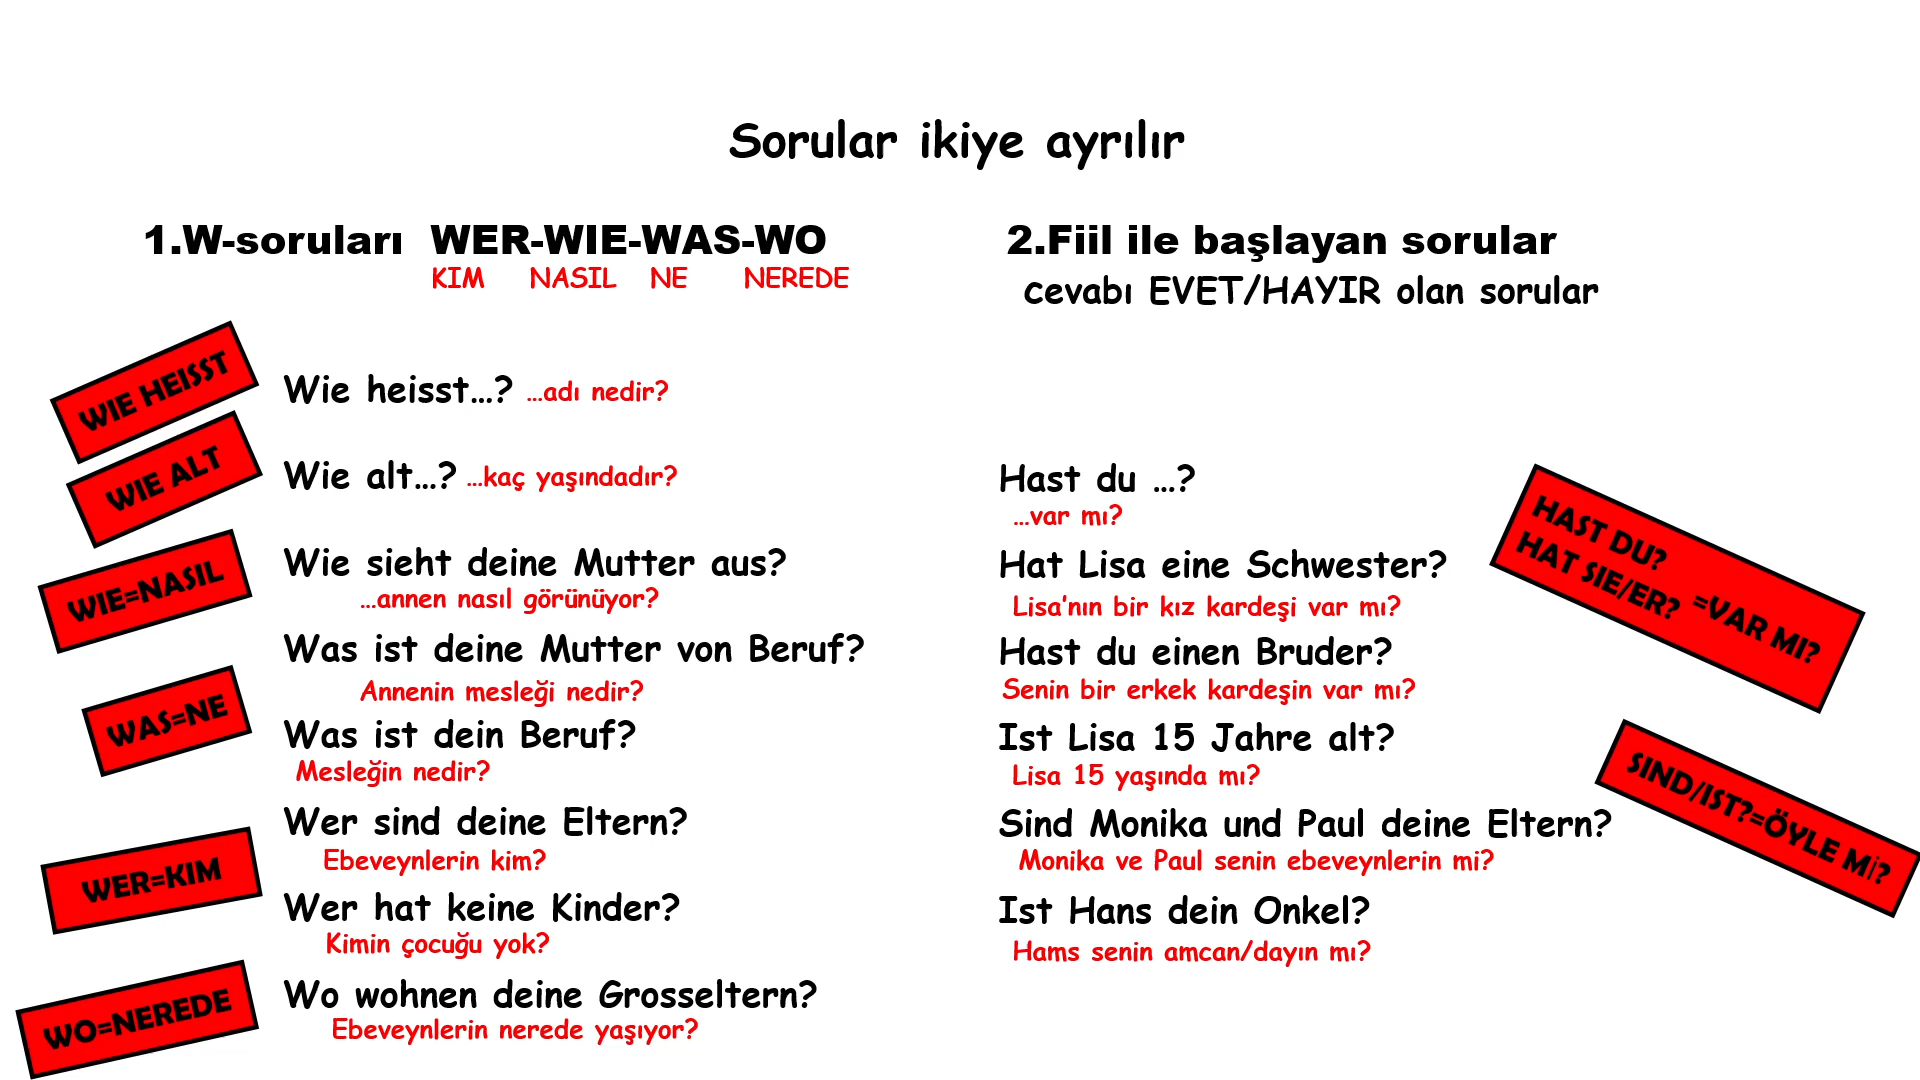 Sorular ikiye ayrılır
1.W-soruları WER-WIE-WAS-WO
KIM NASIL NE NEREDE
WIE HEISST
Wie heisst...? ...adı nedir?
WIE ALT
Wie alt...? ...kaç yaşındadır?
WIE=NASIL
Wie sieht deine Mutter aus?
...annen nasıl görünüyor?
Was ist deine Mutter von Beruf?
Annenin mesleği nedir?
WAS=NE
Was ist dein Beruf?
Mesleğin nedir?
Wer sind deine Eltern?
Ebeveynlerin kim?
WER=KIM
Wer hat keine Kinder?
Kimin çocuğu yok?
WO=NEREDE
Wo wohnen deine Grosseltern?
Ebeveynlerin nerede yaşıyor?
2.Fiil ile başlayan sorular
cevabı EVET/HAYIR olan sorular
Hast du ...?
...var mı?
Hat Lisa eine Schwester?
Lisa'nın bir kız kardeşi var mı?
Hast du einen Bruder?
Senin bir erkek kardeşin var mı?
Ist Lisa 15 Jahre alt?
Lisa 15 yaşında mı?
Sind Monika und Paul deine Eltern?
Monika ve Paul senin ebeveynlerin mi?
Ist Hans dein Onkel?
Hams senin amcan/dayın mı?
HAST DU?
HAT SIE/ER? =VAR MI?
SIND/IST?=ÖYLE Mİ?